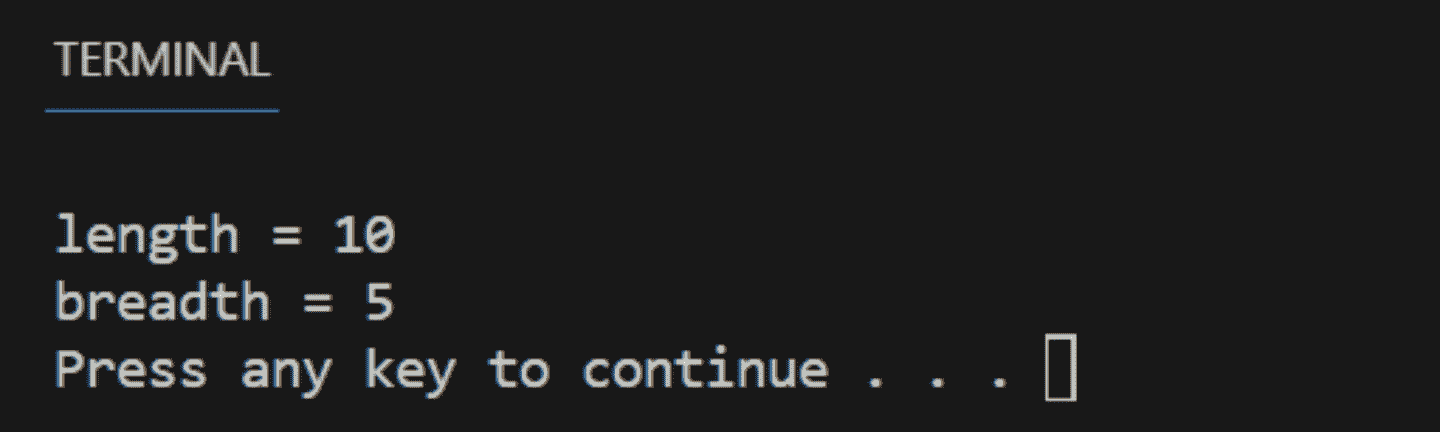 TERMINAL
length = 10
breadth = 5
Press any key to continue . . .